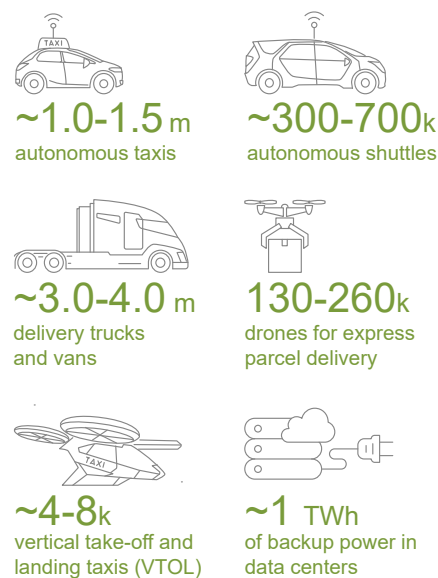 TAXI
~1.0-1.5 m
autonomous taxis
~300-700k
autonomous shuttles
~3.0-4.0 m
delivery trucks
and vans
130-260k
drones for express
parcel delivery
TAXI
~4-8k
vertical take-off and
landing taxis (VTOL)
~1 TWh
of backup power in
data centers